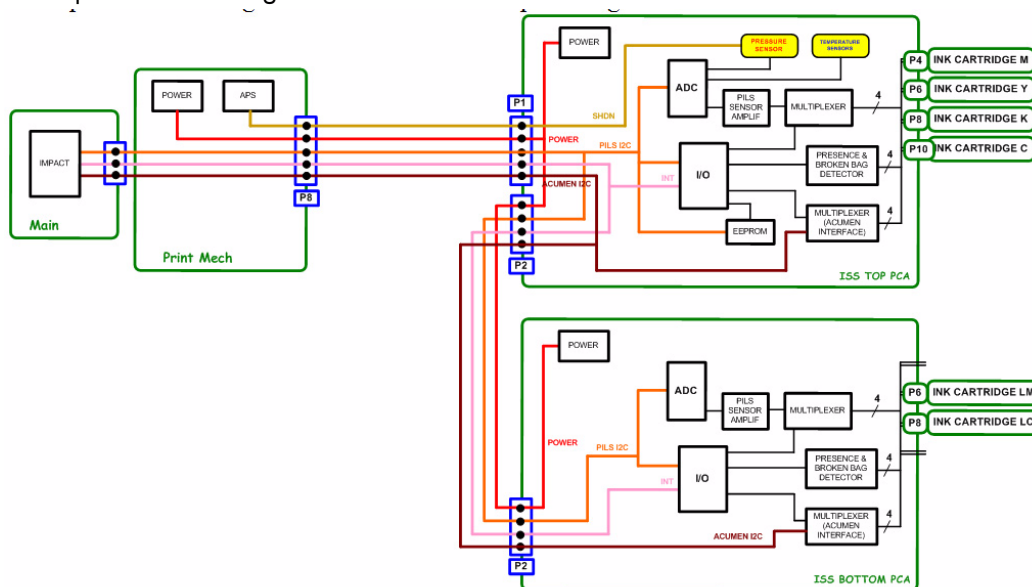 POWER
PRESSURE
SENSOR
TEMPERATURE
SENSORS
P4
INK CARTRIDGE M
POWER
APS
P1
SHDN
ADC
PILS
SENSOR
AMPLIF
MULTIPLEXER
4
P6
INK CARTRIDGE Y
P8
INK CARTRIDGE K
POWER
IMPACT
PILS I2C
P10
INK CARTRIDGE C
INT
I/O
PRESENCE &
BROKEN BAG
DETECTOR
4
ACUMEN I2C
P8
Main
Print Mech
EEPROM
MULTIPLEXER
(ACUMEN
INTERFACE)
4
P2
ISS TOP PCA
POWER
ADC
PILS
SENSOR
AMPLIF
MULTIPLEXER
4
P6
INK CARTRIDGE LM
P8
INK CARTRIDGE LC
POWER
PILS I2C
INT
I/O
PRESENCE &
BROKEN BAG
DETECTOR
4
ACUMEN I2C
MULTIPLEXER
(ACUMEN
INTERFACE)
4
P2
ISS BOTTOM PCA